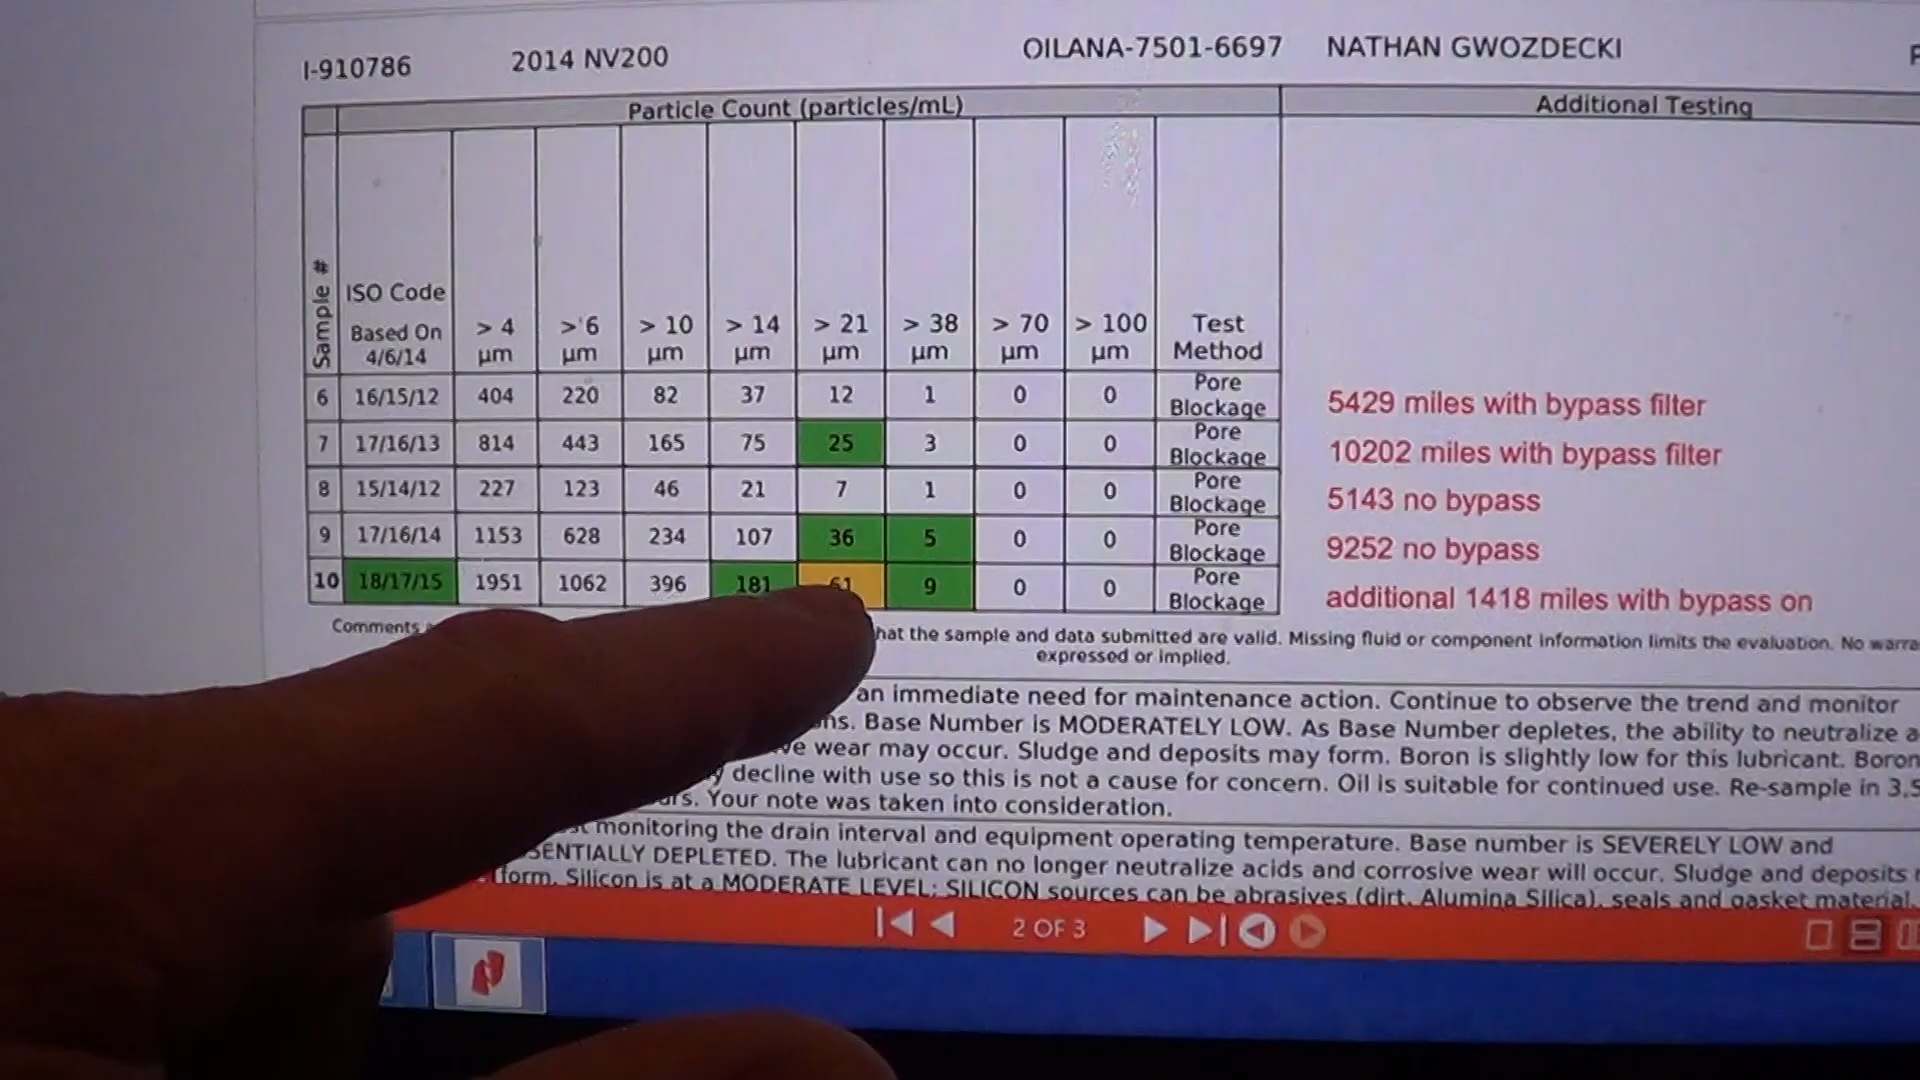 I-910786 2014 NV200 OILANA-7501-6697 NATHAN GWOZDECKI
Particle Count (particles/mL) Additional Testing
Sample # ISO Code Based On 4/6/14 > 4 µm > 6 µm > 10 µm > 14 µm > 21 µm > 38 µm > 70 µm > 100 µm Test Method
6 16/15/12 404 220 82 37 12 1 0 0 Pore Blockage 5429 miles with bypass filter
7 17/16/13 814 443 165 75 25 3 0 0 Pore Blockage 10202 miles with bypass filter
8 15/14/12 227 123 46 21 7 1 0 0 Pore Blockage 5143 no bypass
9 17/16/14 1153 628 234 107 36 5 0 0 Pore Blockage 9252 no bypass
10 18/17/15 1951 1062 396 181 61 9 0 0 Pore Blockage additional 1418 miles with bypass on
Comments hat the sample and data submitted are valid. Missing fluid or component information limits the evaluation. No warra
expressed or implied.
an immediate need for maintenance action. Continue to observe the trend and monitor
ns. Base Number is MODERATELY LOW. As Base Number depletes, the ability to neutralize a
ve wear may occur. Sludge and deposits may form. Boron is slightly low for this lubricant. Boron
y decline with use so this is not a cause for concern. Oil is suitable for continued use. Re-sample in 3,5
urs. Your note was taken into consideration.
st monitoring the drain interval and equipment operating temperature. Base number is SEVERELY LOW and
SENTIALLY DEPLETED. The lubricant can no longer neutralize acids and corrosive wear will occur. Sludge and deposits
form. Silicon is at a MODERATE LEVEL; SILICON sources can be abrasives (dirt, Alumina Silica), seals and gasket material,
2 OF 3